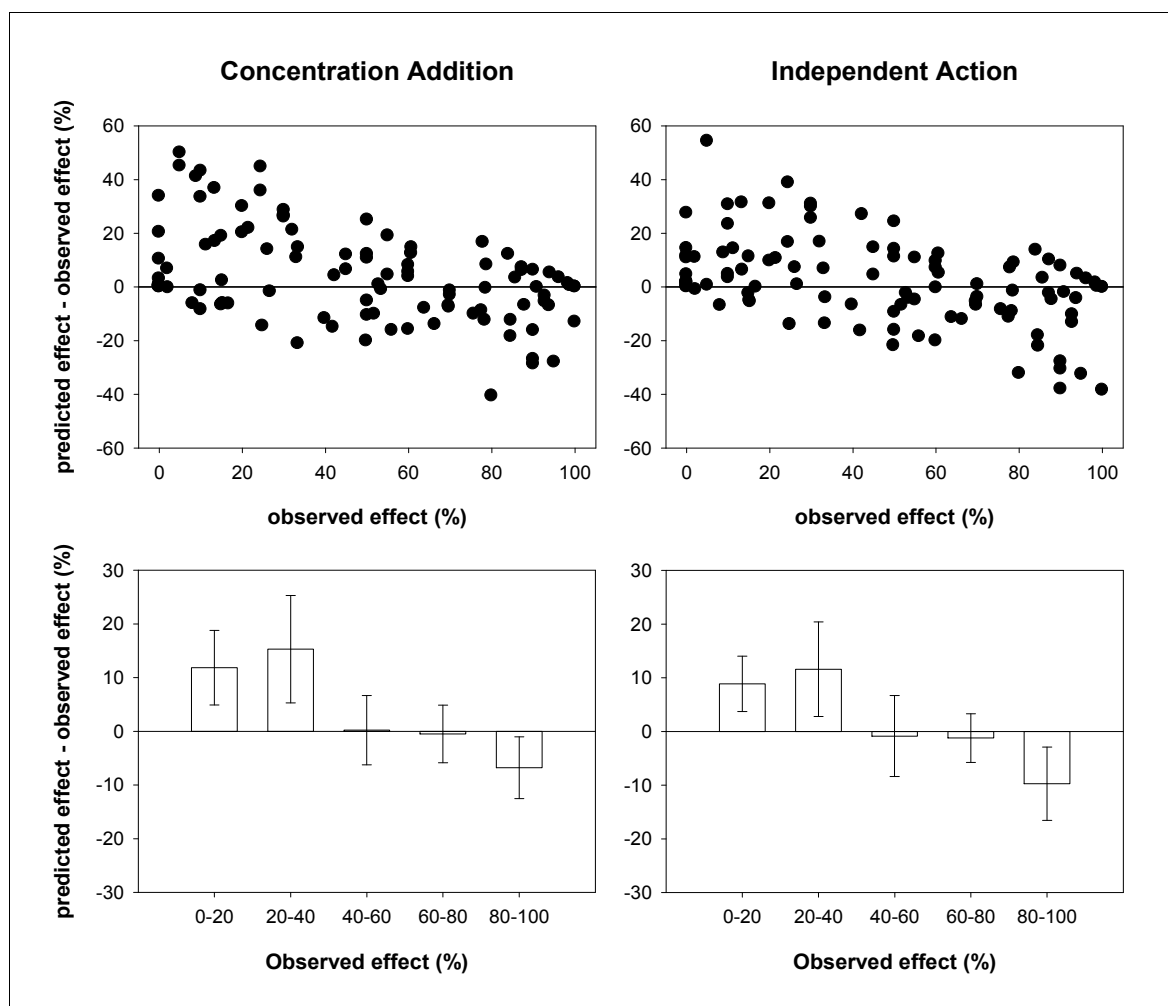 Concentration Addition
Independent Action
predicted effect - observed effect (%)
60
40
20
0
-20
-40
-60
0 20 40 60 80 100
observed effect (%)
60
40
20
0
-20
-40
-60
0 20 40 60 80 100
observed effect (%)
predicted effect - observed effect (%)
30
20
10
0
-10
-20
-30
0-20 20-40 40-60 60-80 80-100
Observed effect (%)
30
20
10
0
-10
-20
-30
0-20 20-40 40-60 60-80 80-100
Observed effect (%)